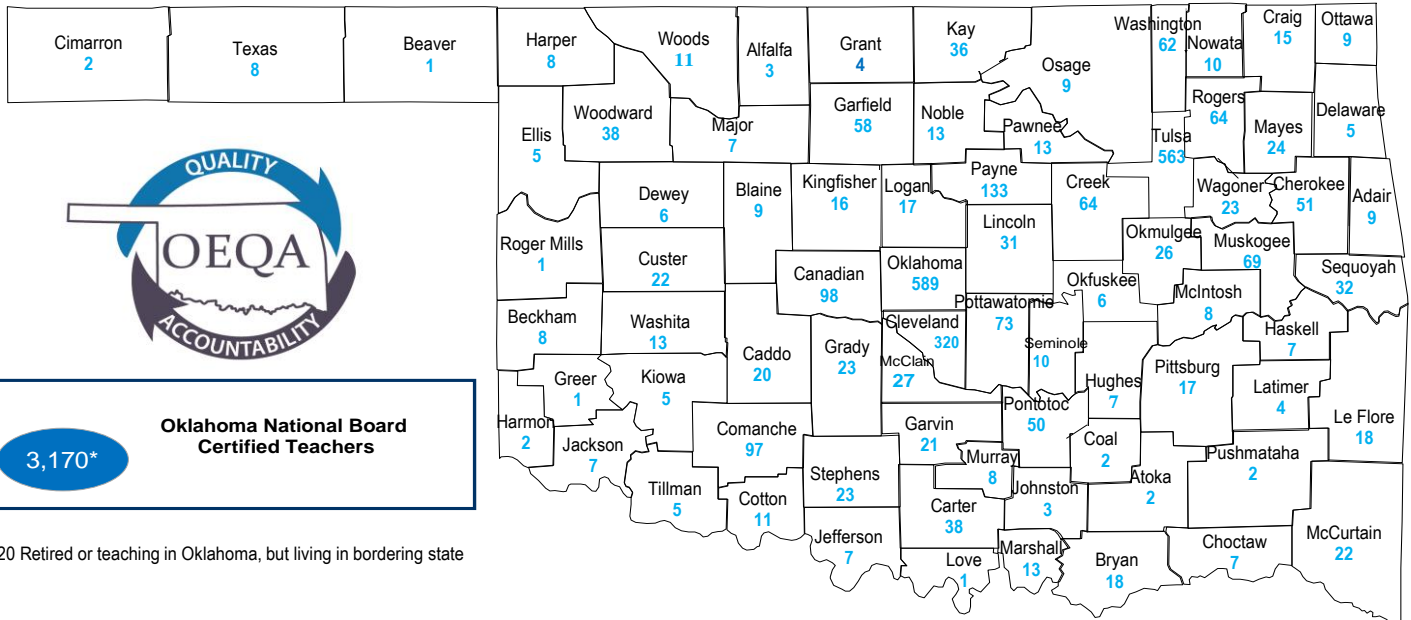 Cimarron
2
Texas
8
Beaver
1
Harper
8
Woods
11
Alfalfa
3
Grant
4
Kay
36
Osage
9
Washington
62
Nowata
10
Craig
15
Ottawa
9
Ellis
5
Woodward
38
Major
7
Garfield
58
Noble
13
Pawnee
13
Tulsa
563
Rogers
64
Mayes
24
Delaware
5
Dewey
6
Blaine
9
Kingfisher
16
Logan
17
Payne
133
Creek
64
Wagoner
23
Cherokee
51
Adair
9
Roger Mills
1
Custer
22
Canadian
98
Oklahoma
589
Lincoln
31
Okmulgee
26
Muskogee
69
Sequoyah
32
Okfuskee
6
McIntosh
8
Beckham
8
Washita
13
Caddo
20
Grady
23
Cleveland
320
McClain
27
Pottawatomie
73
Seminole
10
Hughes
7
Pittsburg
17
Haskell
7
Latimer
4
Le Flore
18
Greer
1
Kiowa
5
Harmon
2
Jackson
7
Comanche
97
Garvin
21
Pontotoc
50
Coal
2
Pushmataha
2
Tillman
5
Cotton
11
Stephens
23
Murray
8
Johnston
3
Atoka
2
Carter
38
Jefferson
7
Love
1
Marshall
13
Bryan
18
Choctaw
7
McCurtain
22
QUALITY
OEQA
ACCOUNTABILITY
3,170*
Oklahoma National Board
Certified Teachers
20 Retired or teaching in Oklahoma, but living in bordering state